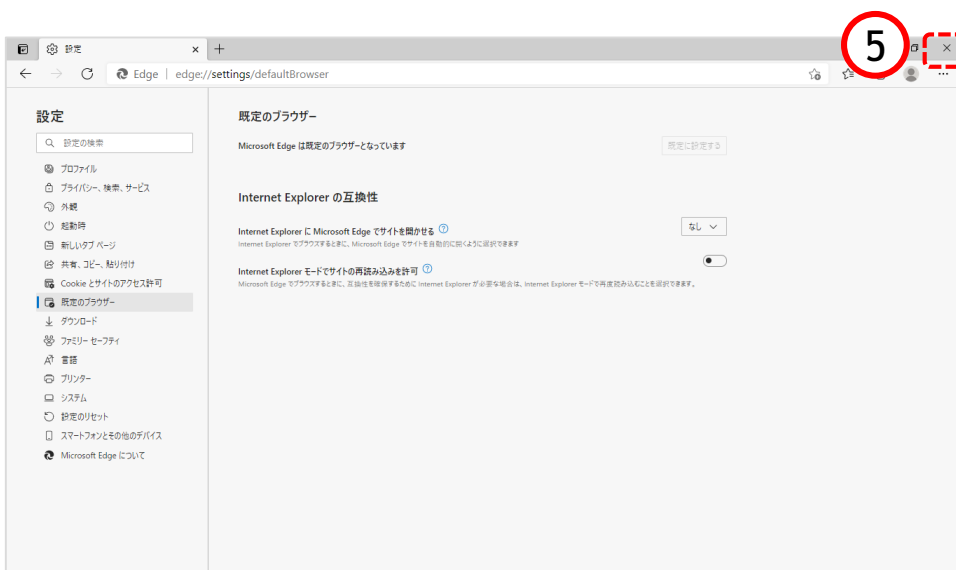 5
設定
Edge | edge://settings/defaultBrowser
設定
設定の検索
プロファイル
プライバシー、検索、サービス
外観
起動時
新しいタブ ページ
共有、コピー、貼り付け
Cookie とサイトのアクセス許可
既定のブラウザー
ダウンロード
ファミリー セーフティ
言語
プリンター
システム
設定のリセット
スマートフォンとその他のデバイス
Microsoft Edge について
既定のブラウザー
Microsoft Edge は既定のブラウザーとなっています
既定に設定する
Internet Explorer の互換性
Internet Explorer に Microsoft Edge でサイトを開かせる
なし
Internet Explorer でブラウズするときに、Microsoft Edge でサイトを自動的に開くように選択できます
Internet Explorer モードでサイトの再読み込みを許可
Microsoft Edge でブラウズするときに、互換性を確保するために Internet Explorer が必要な場合は、Internet Explorer モードで再度読み込むことを選択できます。